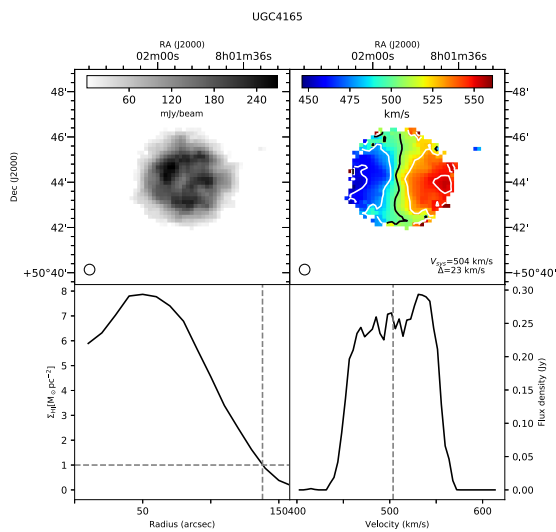 UGC4165
RA (J2000)
02m00s 8h01m36s
RA (J2000)
02m00s 8h01m36s
48' 46' 44' 42' +50°40'
Dec (J2000)
60 120 180 240
mJy/beam
450 475 500 525 550
km/s
V_sys=504 km/s
Δ=23 km/s
48' 46' 44' 42' +50°40'
8 7 6 5 4 3 2 1 0
Σ_HI[M_⊙pc⁻²]
50 150
Radius (arcsec)
400 500 600
Velocity (km/s)
0.30 0.25 0.20 0.15 0.10 0.05 0.00
Flux density (Jy)